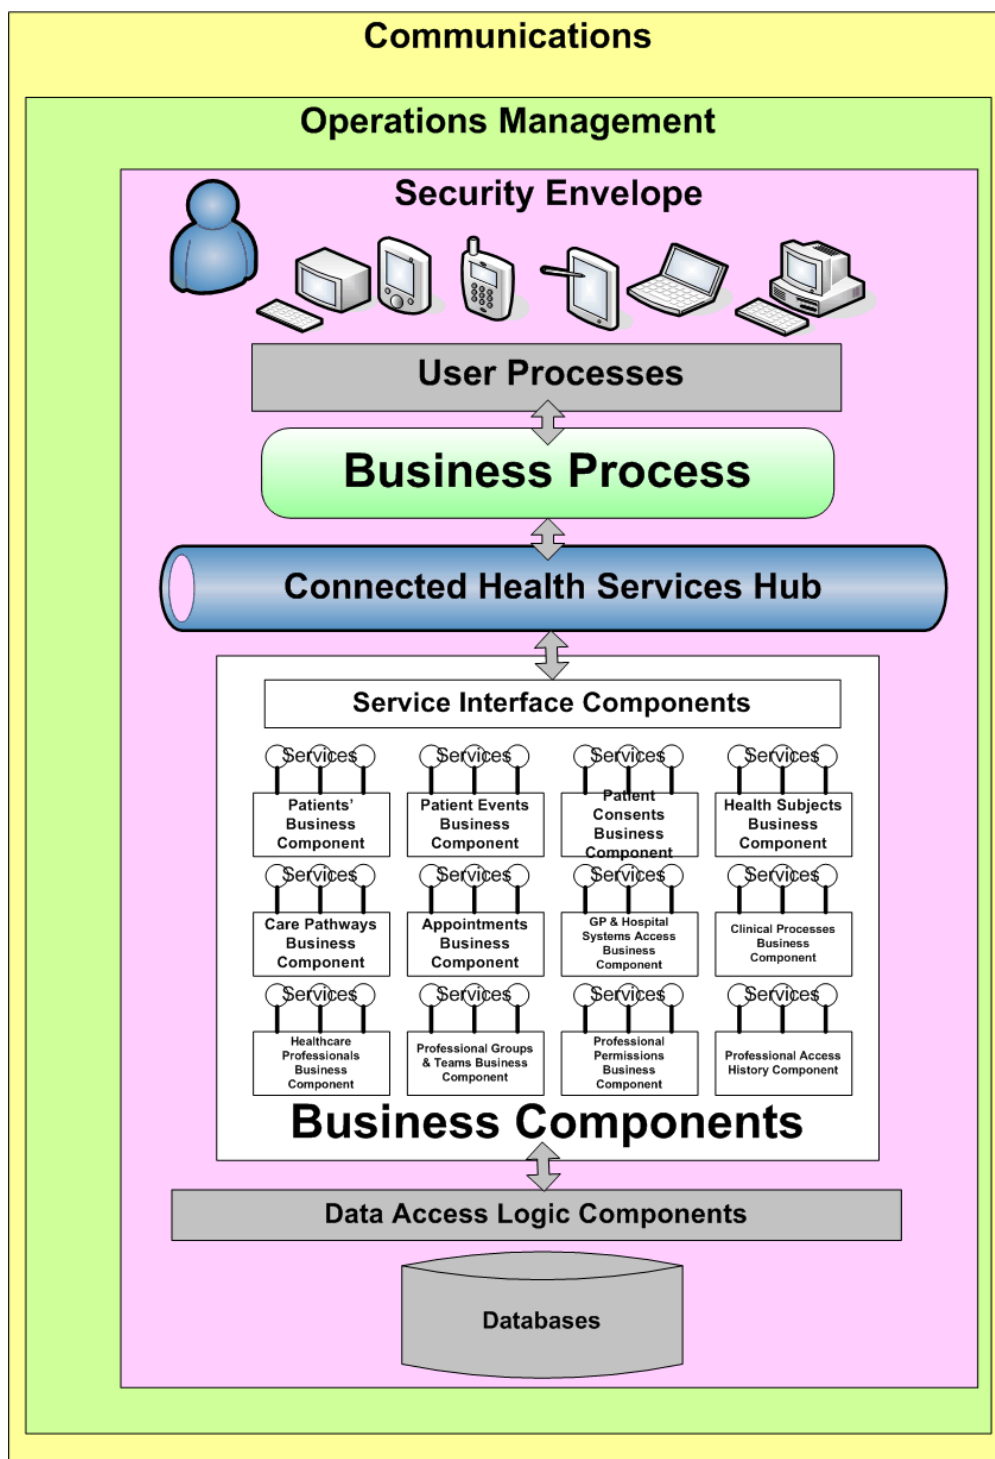 Communications
Operations Management
Security Envelope
User Processes
Business Process
Connected Health Services Hub
Service Interface Components
Services Services Services Services
Patients'
Business
Component
Patient Events
Business
Component
Patient
Consents
Business
Component
Health Subjects
Business
Component
Services Services Services Services
Care Pathways
Business
Component
Appointments
Business
Component
GP & Hospital
Systems Access
Business
Component
Clinical Processes
Business
Component
Services Services Services Services
Healthcare
Professionals
Business
Component
Professional Groups
& Teams Business
Component
Professional
Permissions
Business
Component
Professional Access
History Component
Business Components
Data Access Logic Components
Databases